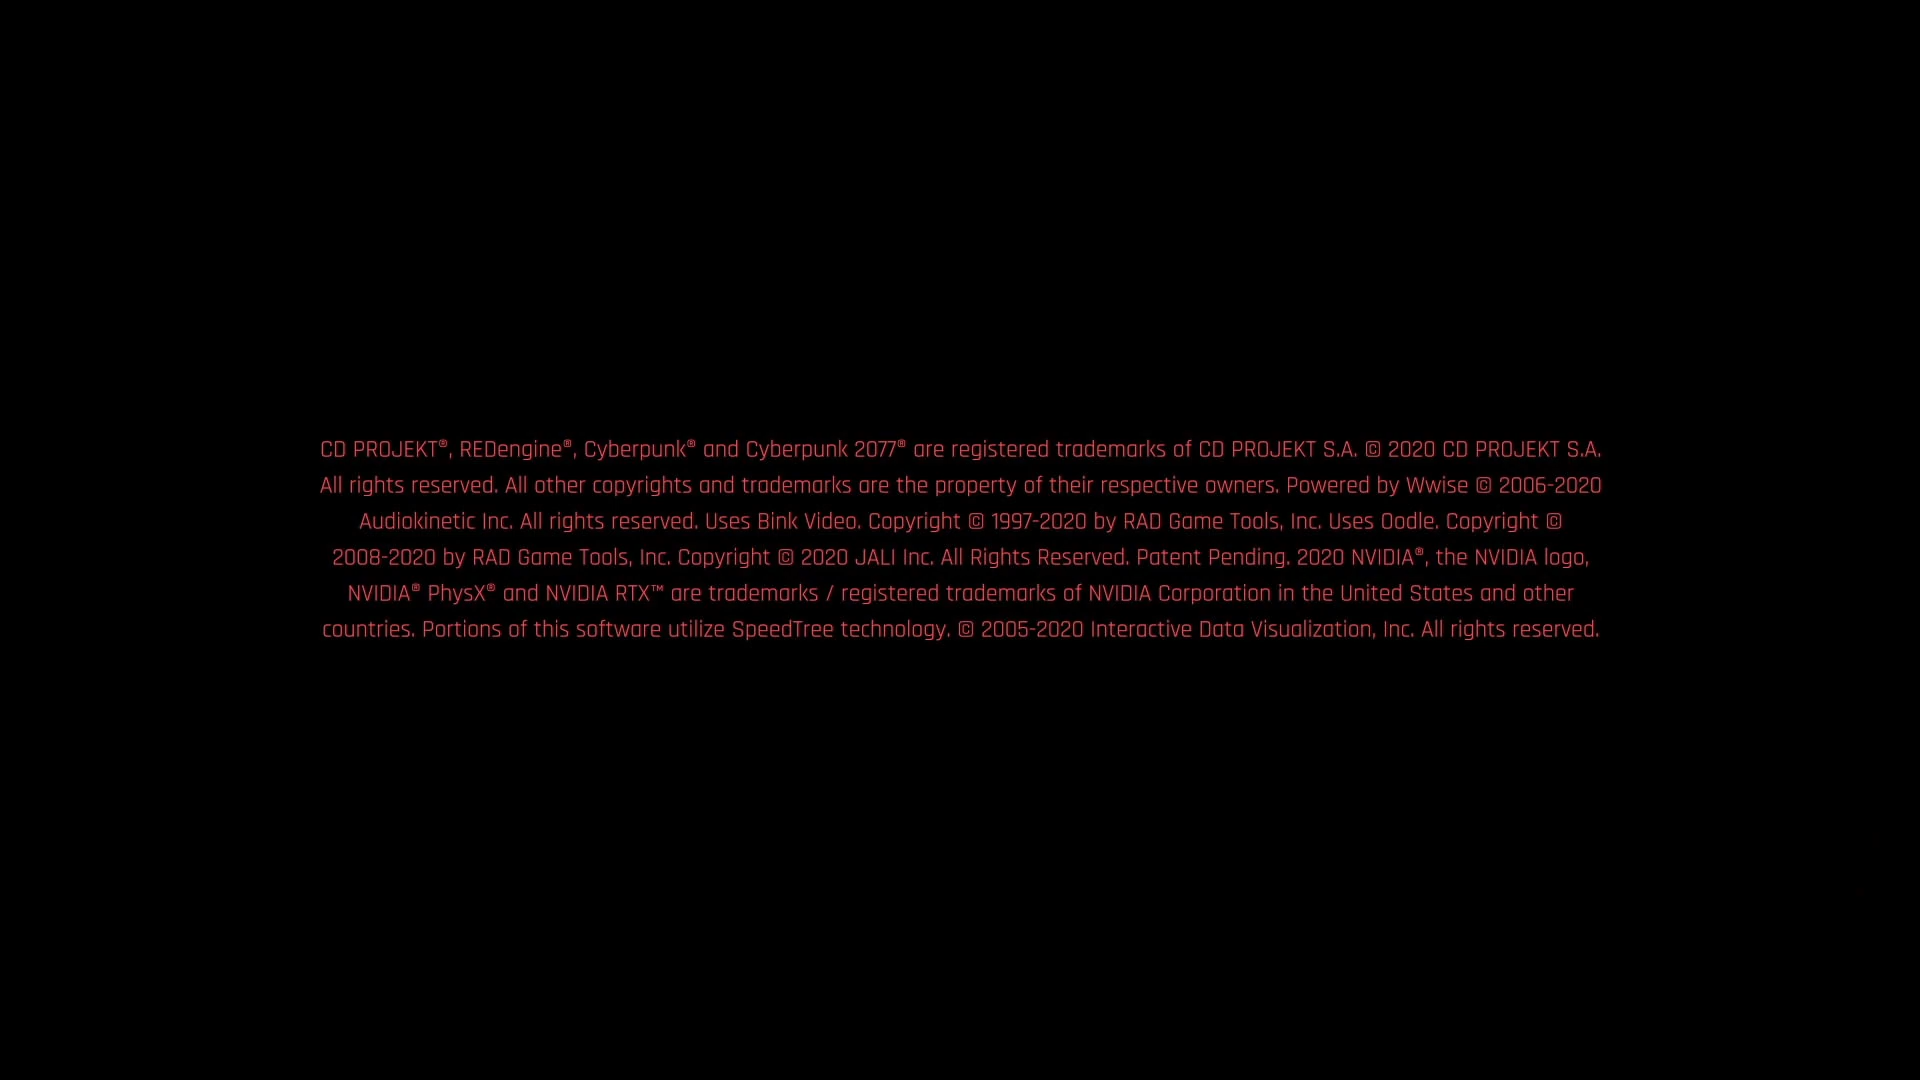 CD PROJEKT®, REDengine®, Cyberpunk® and Cyberpunk 2077® are registered trademarks of CD PROJEKT S.A. © 2020 CD PROJEKT S.A.
All rights reserved. All other copyrights and trademarks are the property of their respective owners. Powered by Wwise © 2006-2020
Audiokinetic Inc. All rights reserved. Uses Bink Video. Copyright © 1997-2020 by RAD Game Tools, Inc. Uses Oodle. Copyright ©
2008-2020 by RAD Game Tools, Inc. Copyright © 2020 JALI Inc. All Rights Reserved. Patent Pending. 2020 NVIDIA®, the NVIDIA logo,
NVIDIA® PhysX® and NVIDIA RTX™ are trademarks / registered trademarks of NVIDIA Corporation in the United States and other
countries. Portions of this software utilize SpeedTree technology. © 2005-2020 Interactive Data Visualization, Inc. All rights reserved.